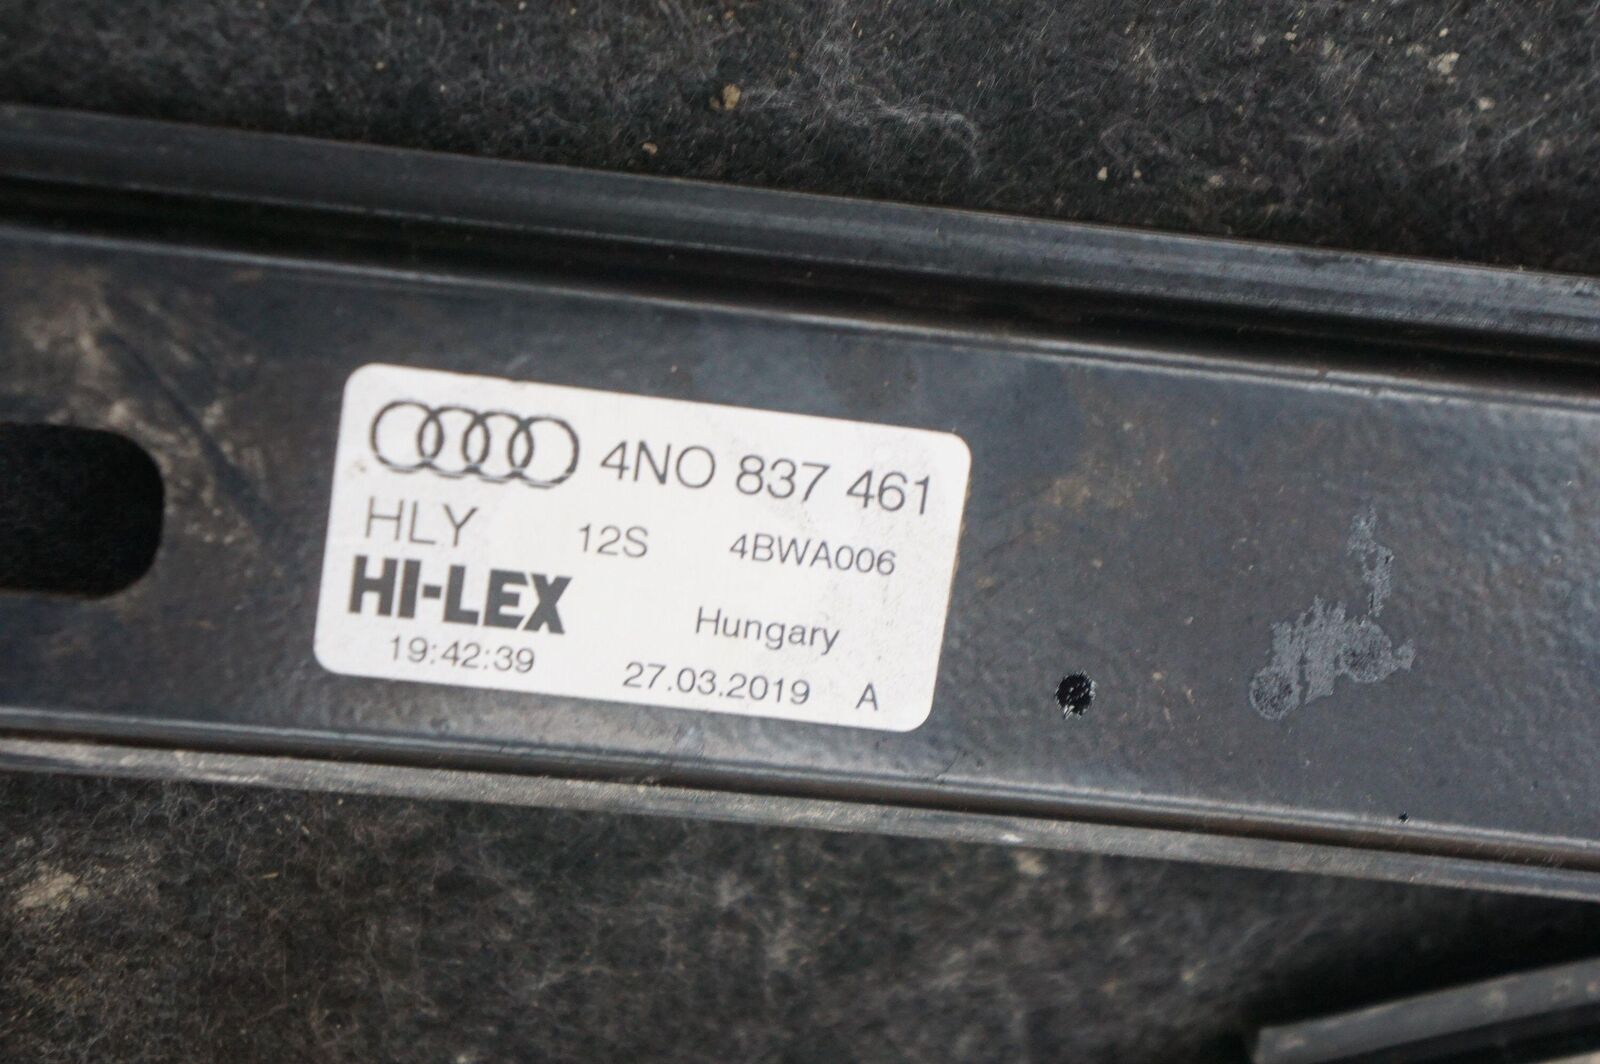 4N0 837 461
HLY 12S 4BWA006
HI-LEX Hungary
19:42:39 27.03.2019 A